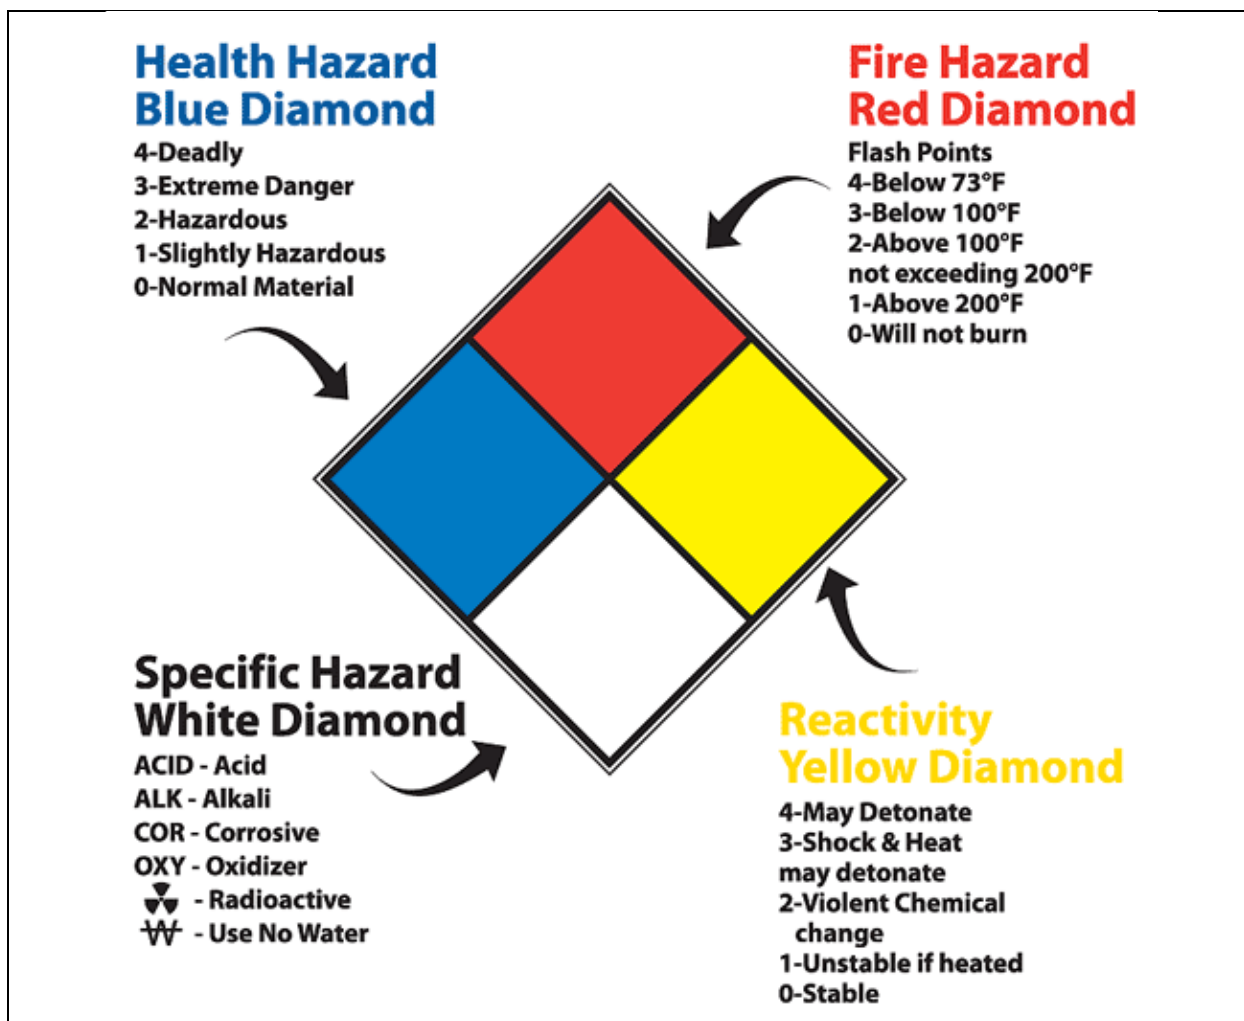 Health Hazard
Blue Diamond
4-Deadly
3-Extreme Danger
2-Hazardous
1-Slightly Hazardous
0-Normal Material
Fire Hazard
Red Diamond
Flash Points
4-Below 73°F
3-Below 100°F
2-Above 100°F
not exceeding 200°F
1-Above 200°F
0-Will not burn
Specific Hazard
White Diamond
ACID - Acid
ALK - Alkali
COR - Corrosive
OXY - Oxidizer
☢ - Radioactive
W̶ - Use No Water
Reactivity
Yellow Diamond
4-May Detonate
3-Shock & Heat
may detonate
2-Violent Chemical
change
1-Unstable if heated
0-Stable